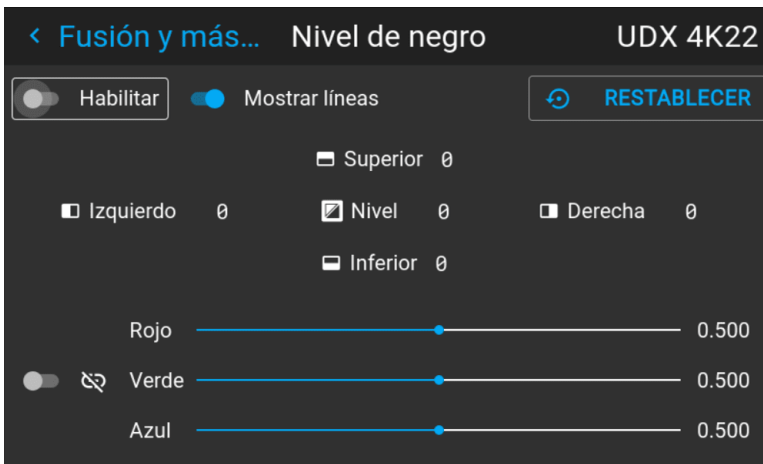 Fusión y más... Nivel de negro UDX 4K22
Habilitar Mostrar líneas RESTABLECER
Superior 0
Izquierdo 0 Nivel 0 Derecha 0
Inferior 0
Rojo 0.500
Verde 0.500
Azul 0.500